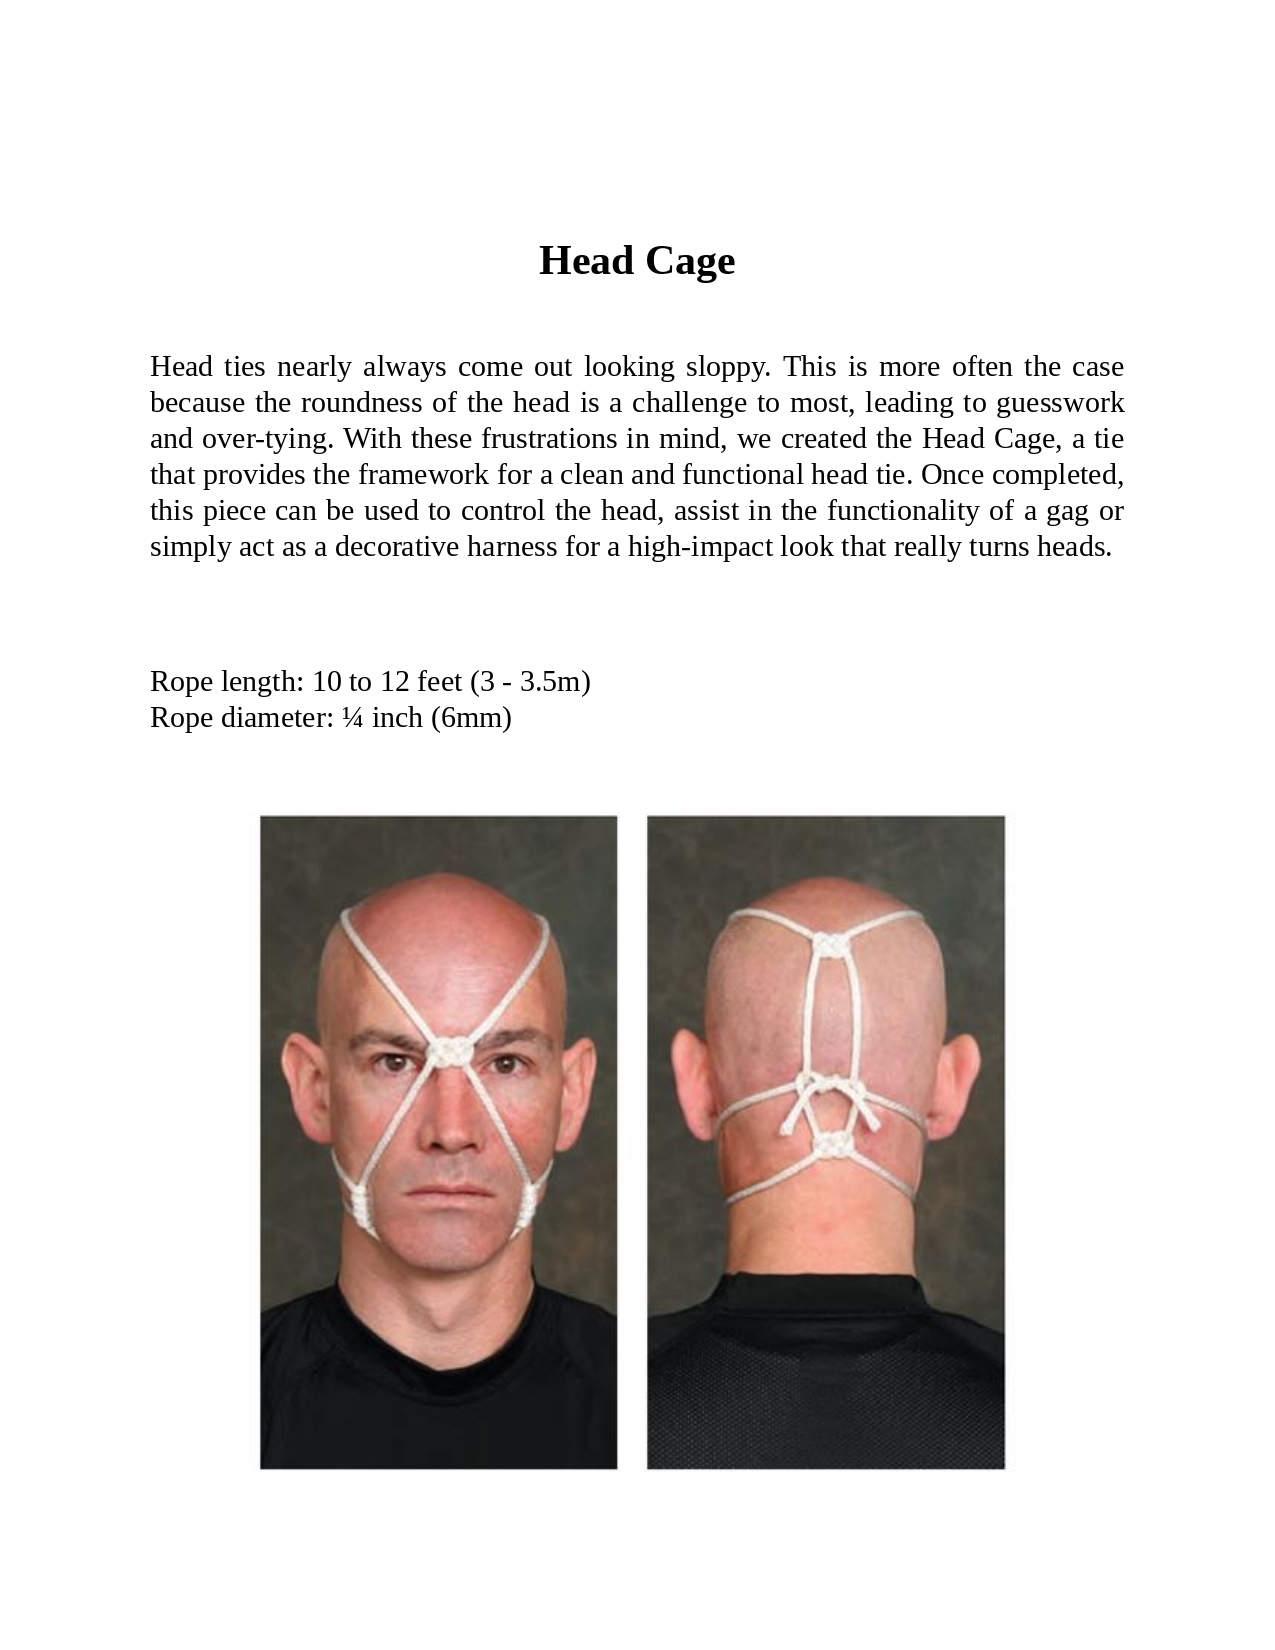 Head Cage
Head ties nearly always come out looking sloppy. This is more often the case
because the roundness of the head is a challenge to most, leading to guesswork
and over-tying. With these frustrations in mind, we created the Head Cage, a tie
that provides the framework for a clean and functional head tie. Once completed,
this piece can be used to control the head, assist in the functionality of a gag or
simply act as a decorative harness for a high-impact look that really turns heads.
Rope length: 10 to 12 feet (3 - 3.5m)
Rope diameter: ¼ inch (6mm)